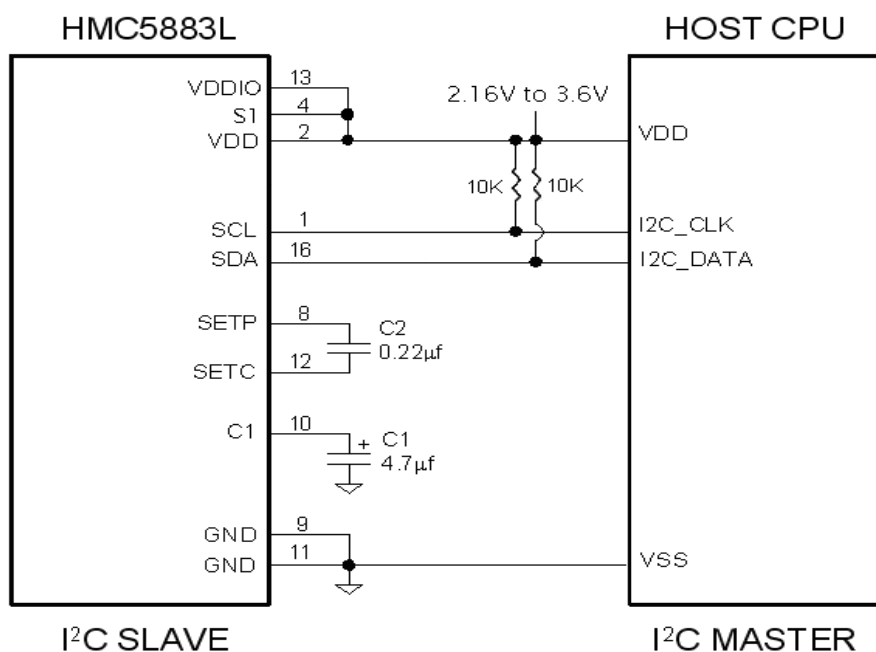 HMC5883L
HOST CPU
VDDIO 13
S1 4
VDD 2
2.16V to 3.6V
VDD
10K 10K
SCL 1
I2C_CLK
SDA 16
I2C_DATA
SETP 8
C2
0.22µf
SETC 12
C1 10
+ C1
4.7µf
GND 9
GND 11
VSS
I²C SLAVE
I²C MASTER